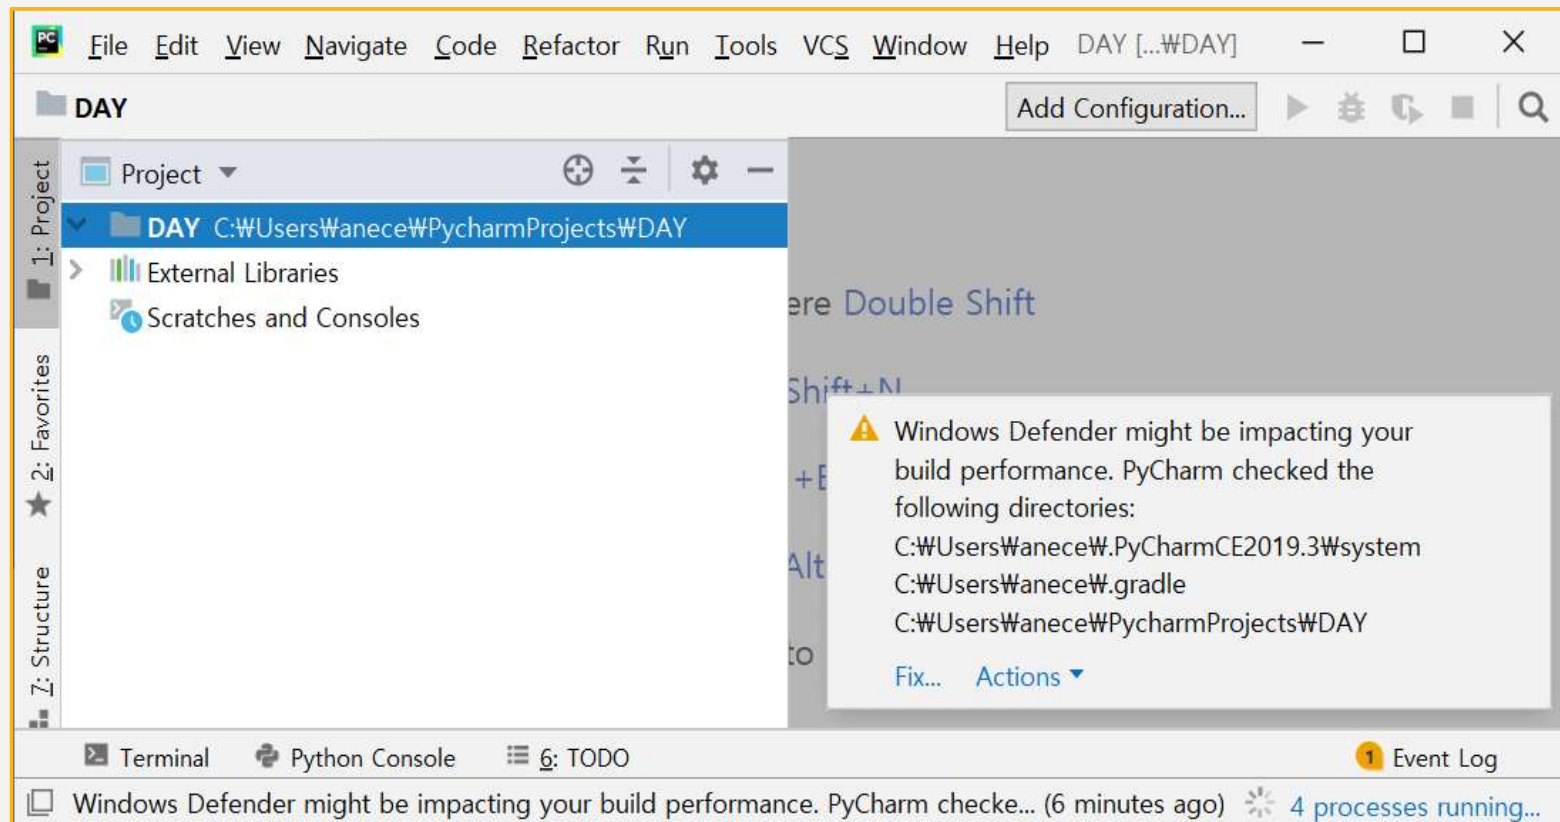 PC File Edit View Navigate Code Refactor Run Tools VCS Window Help DAY [...₩DAY]
DAY Add Configuration...
1: Project
2: Favorites
7: Structure
Project
DAY C:₩Users₩anece₩PycharmProjects₩DAY
External Libraries
Scratches and Consoles
Double Shift
Shift+N
Alt
to
Windows Defender might be impacting your
build performance. PyCharm checked the
following directories:
C:₩Users₩anece₩.PyCharmCE2019.3₩system
C:₩Users₩anece₩.gradle
C:₩Users₩anece₩PycharmProjects₩DAY
Fix... Actions
Terminal Python Console 6: TODO 1 Event Log
Windows Defender might be impacting your build performance. PyCharm checke... (6 minutes ago) 4 processes running...